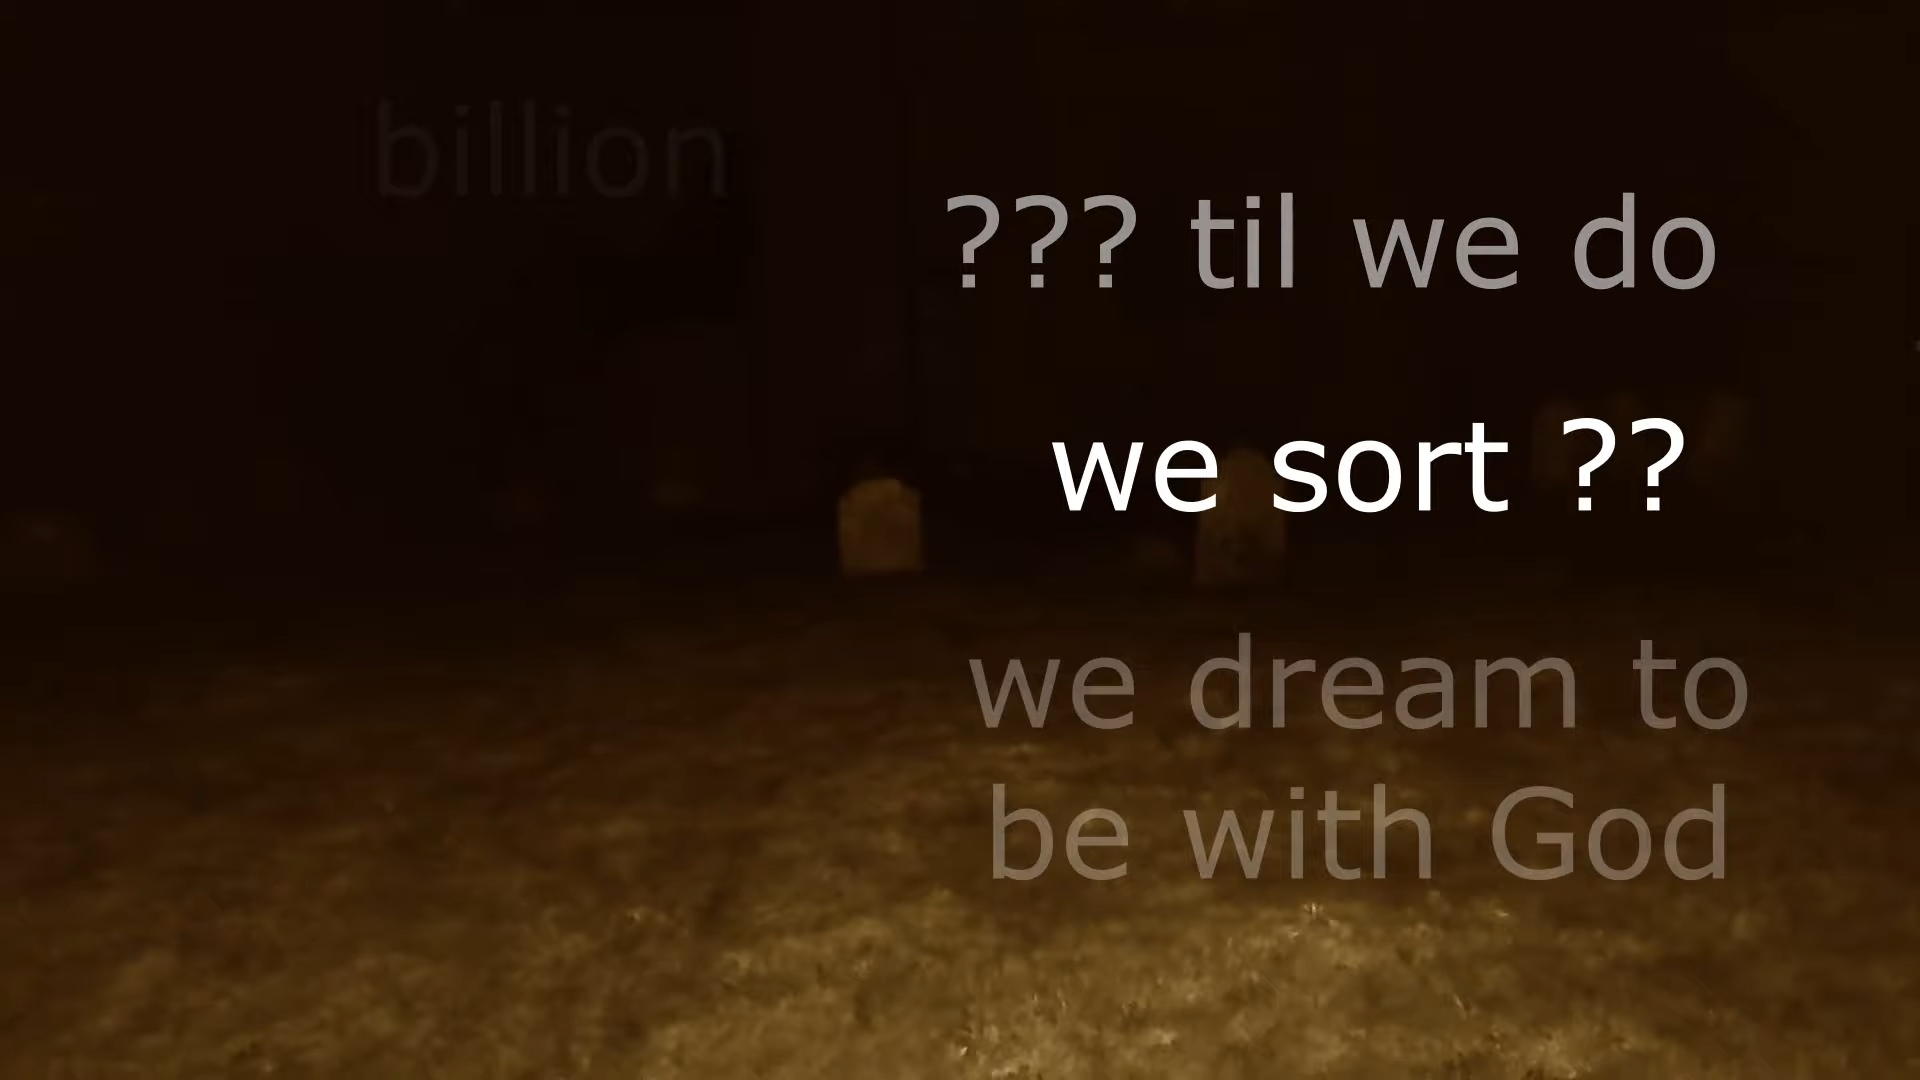 billion
??? til we do
we sort ??
we dream to
be with God